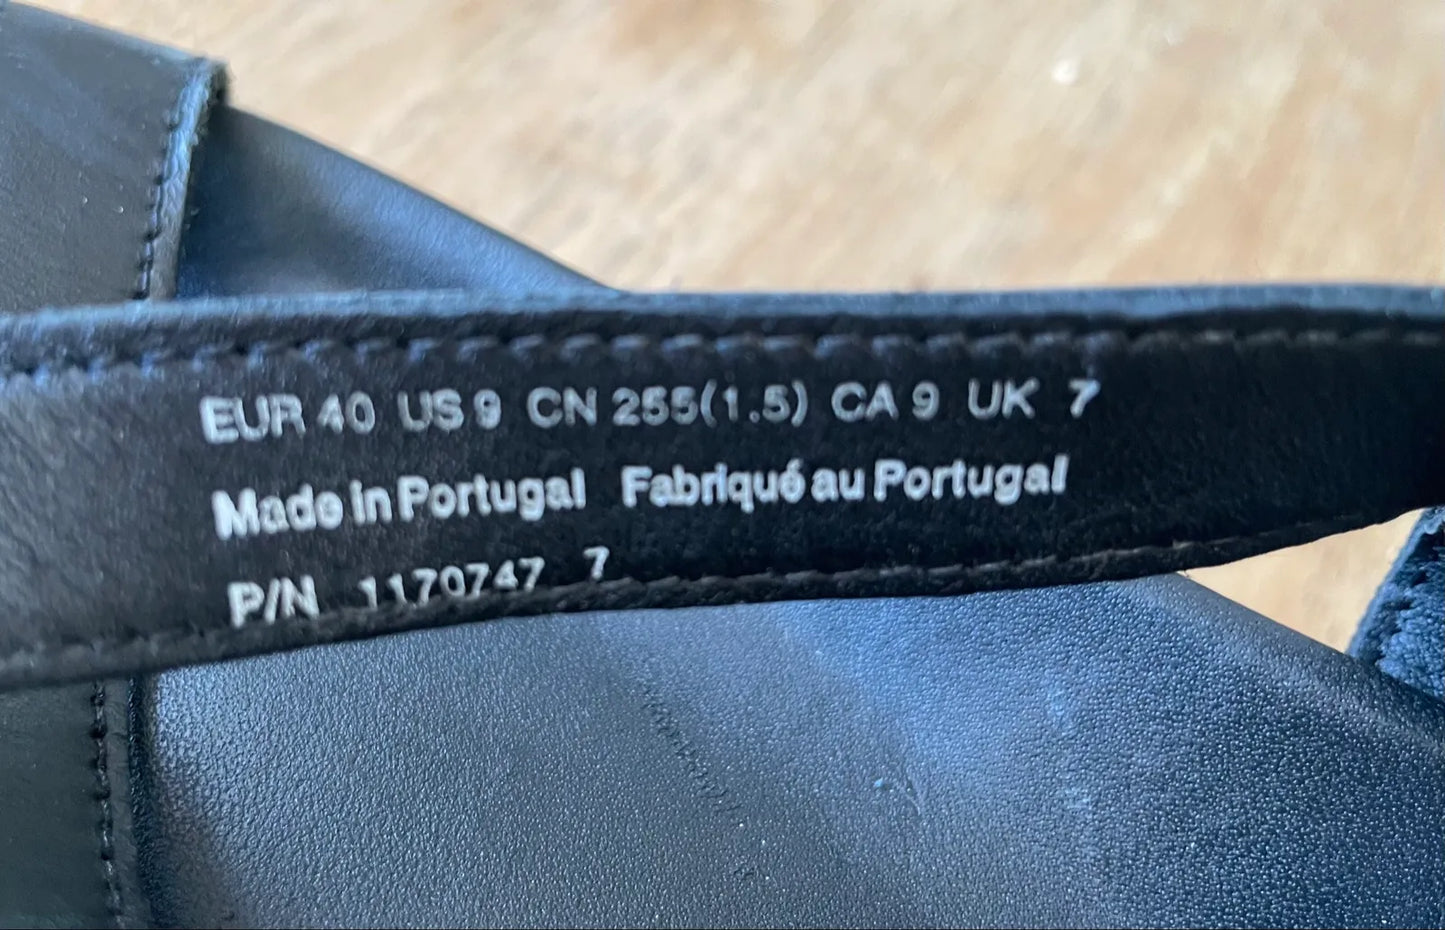 EUR 40 US 9 CN 255(1.5) CA 9 UK 7
Made in Portugal Fabriqué au Portugal
P/N 1170747 7